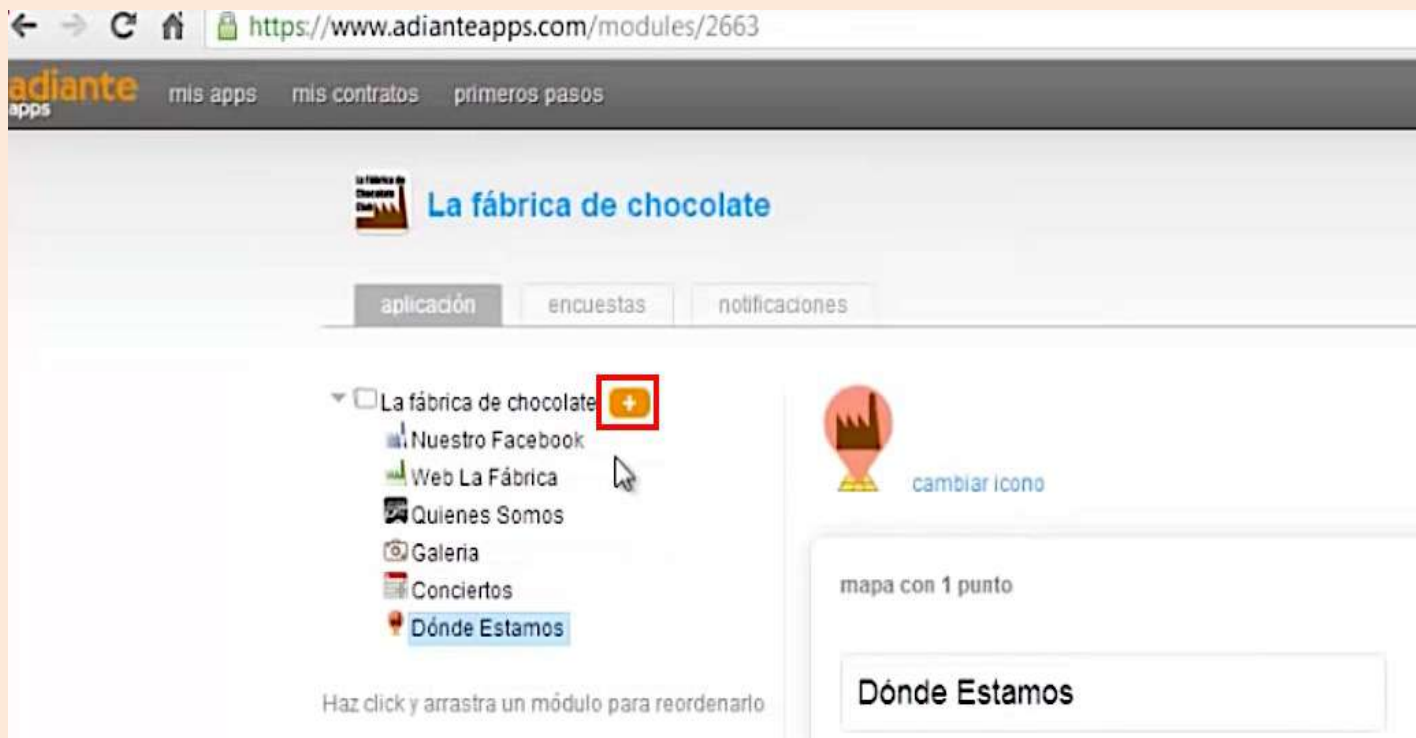 https://www.adianteapps.com/modules/2663
adiante apps mis apps mis contratos primeros pasos
La fábrica de chocolate
aplicación encuestas notificaciones
La fábrica de chocolate +
Nuestro Facebook
Web La Fábrica
Quienes Somos
Galeria
Conciertos
Dónde Estamos
Haz click y arrastra un módulo para reordenarlo
cambiar icono
mapa con 1 punto
Dónde Estamos